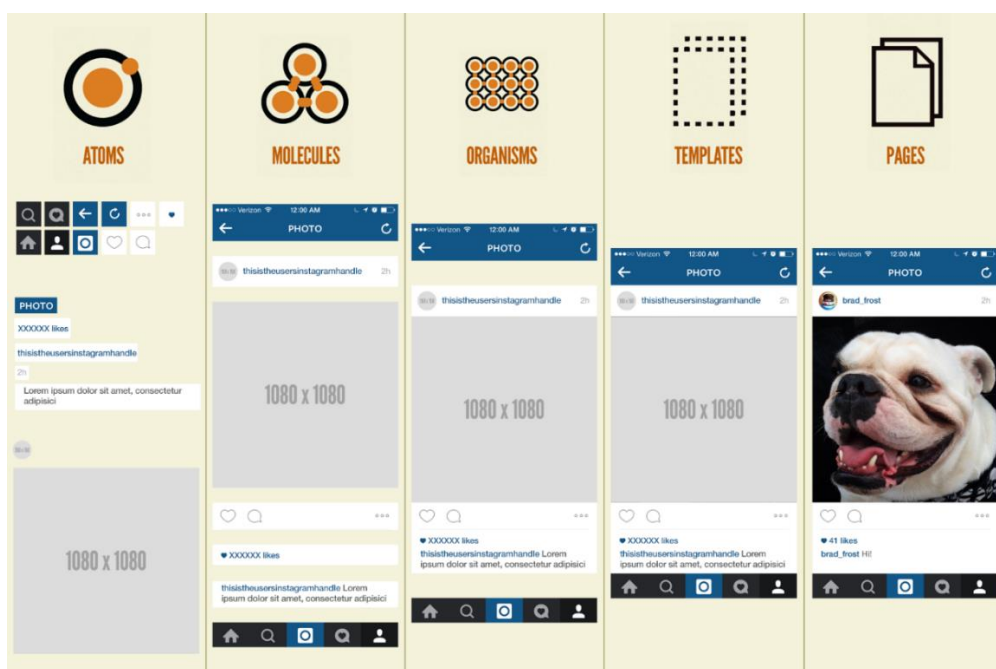 ATOMS
PHOTO
XXXXXX likes
thisistheusersinstagramhandle
2h
Lorem ipsum dolor sit amet, consectetur
adipisici
1080 x 1080
MOLECULES
Verizon 12:00 AM
PHOTO
thisistheusersinstagramhandle 2h
1080 x 1080
XXXXXX likes
thisistheusersinstagramhandle Lorem
ipsum dolor sit amet, consectetur adipisici
ORGANISMS
Verizon 12:00 AM
PHOTO
thisistheusersinstagramhandle 2h
1080 x 1080
XXXXXX likes
thisistheusersinstagramhandle Lorem
ipsum dolor sit amet, consectetur adipisici
TEMPLATES
Verizon 12:00 AM
PHOTO
thisistheusersinstagramhandle 2h
1080 x 1080
XXXXXX likes
thisistheusersinstagramhandle Lorem
ipsum dolor sit amet, consectetur adipisici
PAGES
Verizon 12:00 AM
PHOTO
brad_frost 2h
41 likes
brad_frost Hi!